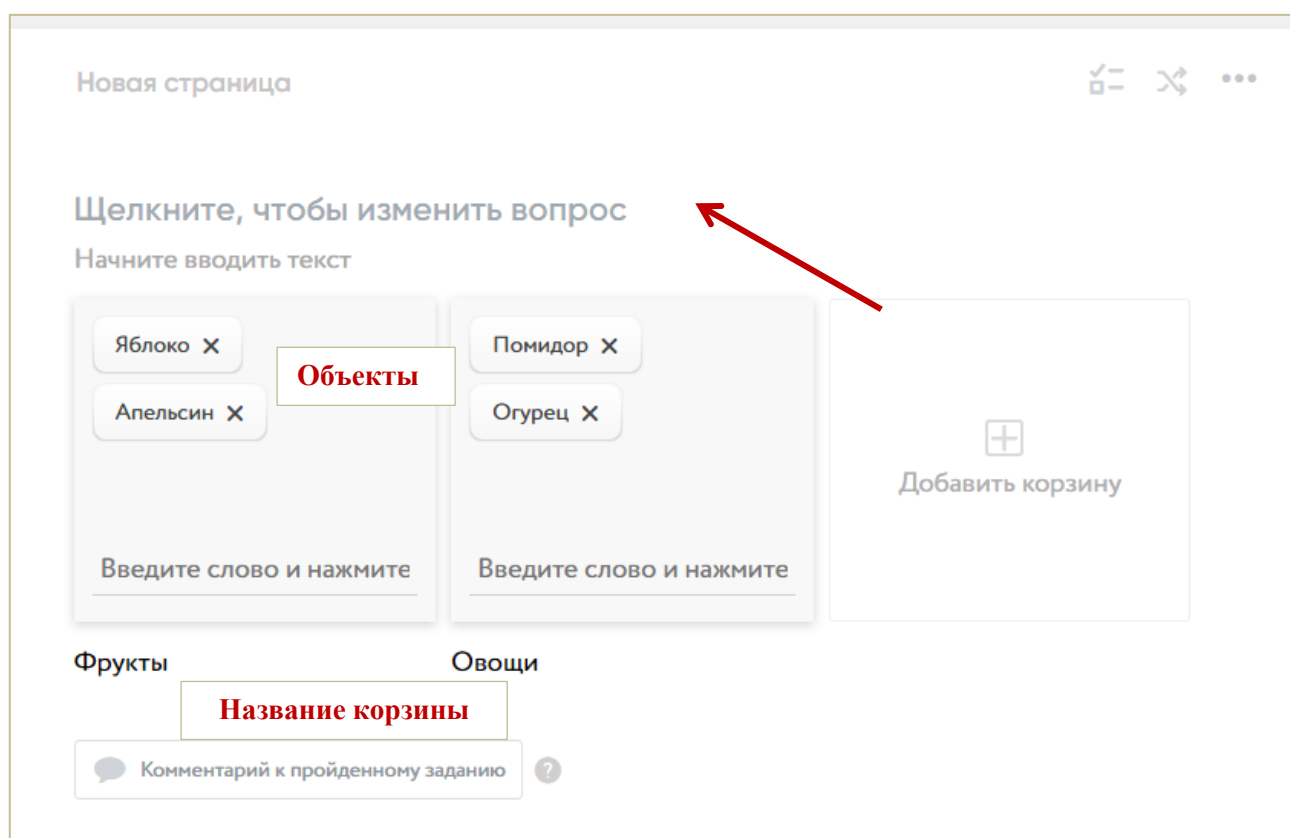 Новая страница
Щелкните, чтобы изменить вопрос
Начните вводить текст
Яблоко ✕
Апельсин ✕
Объекты
Помидор ✕
Огурец ✕
Добавить корзину
Введите слово и нажмите
Введите слово и нажмите
Фрукты
Овощи
Название корзины
Комментарий к пройденному заданию
?